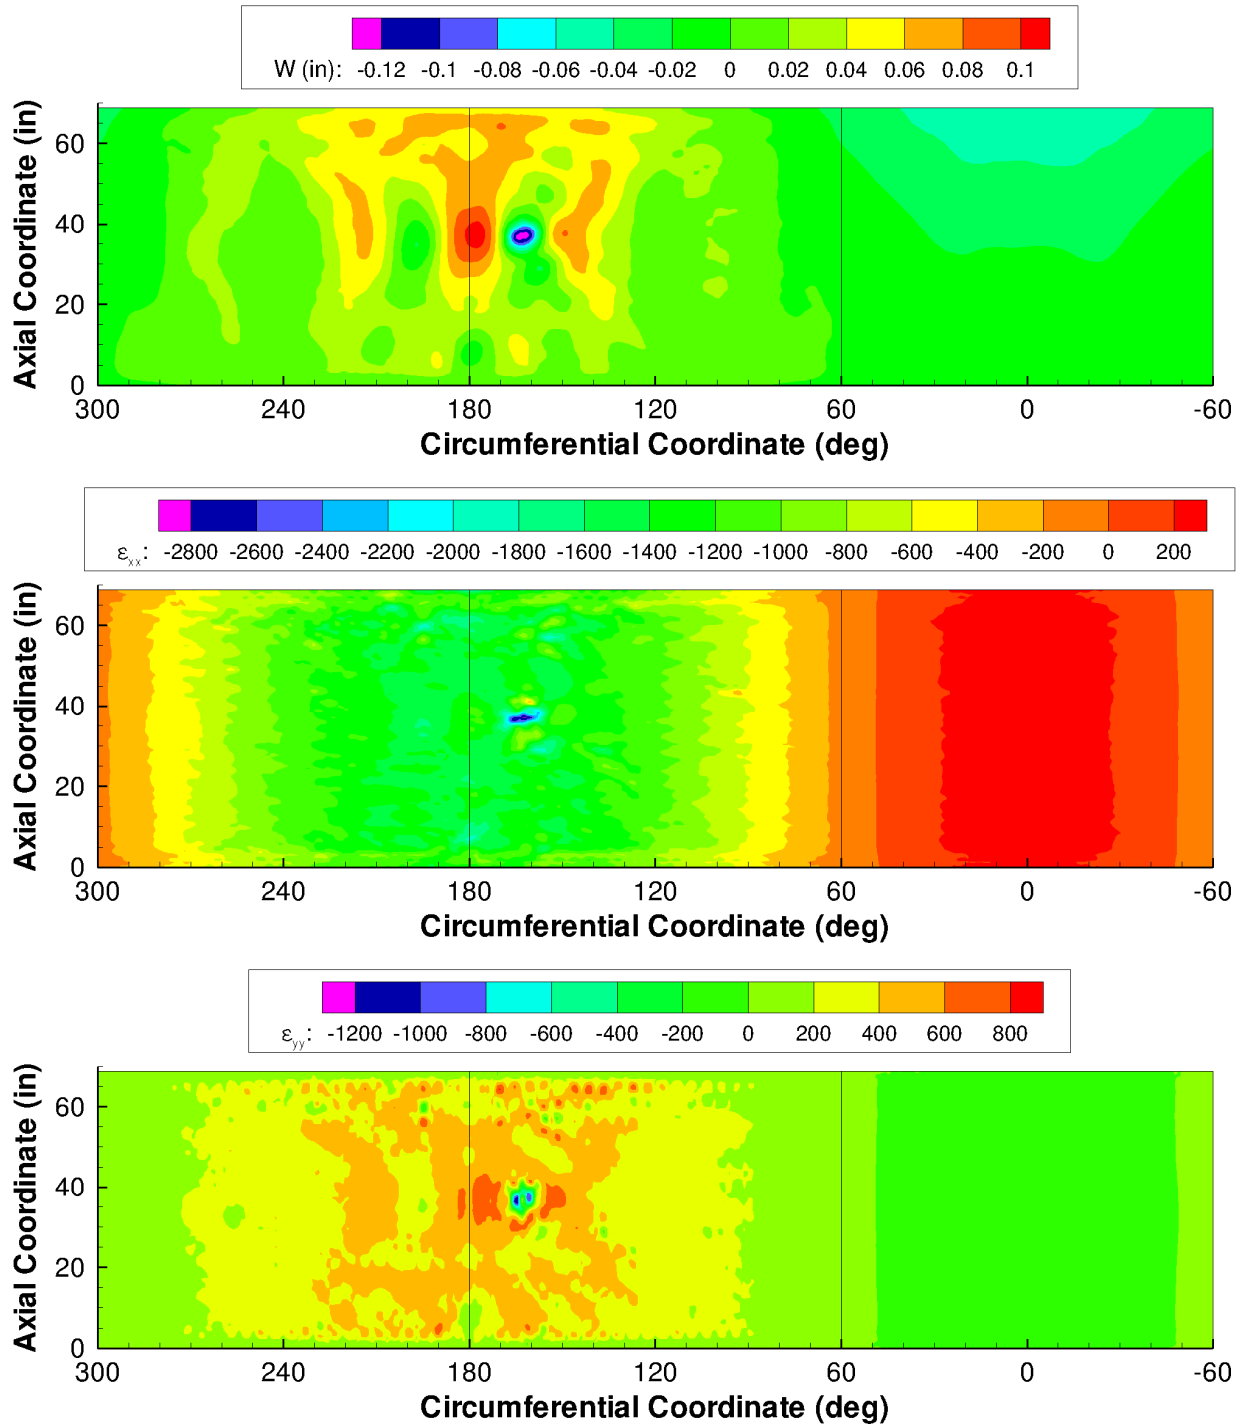 W (in): -0.12 -0.1 -0.08 -0.06 -0.04 -0.02 0 0.02 0.04 0.06 0.08 0.1
Axial Coordinate (in)
60
40
20
0
300 240 180 120 60 0 -60
Circumferential Coordinate (deg)
εxx: -2800 -2600 -2400 -2200 -2000 -1800 -1600 -1400 -1200 -1000 -800 -600 -400 -200 0 200
Axial Coordinate (in)
60
40
20
0
300 240 180 120 60 0 -60
Circumferential Coordinate (deg)
εyy: -1200 -1000 -800 -600 -400 -200 0 200 400 600 800
Axial Coordinate (in)
60
40
20
0
300 240 180 120 60 0 -60
Circumferential Coordinate (deg)